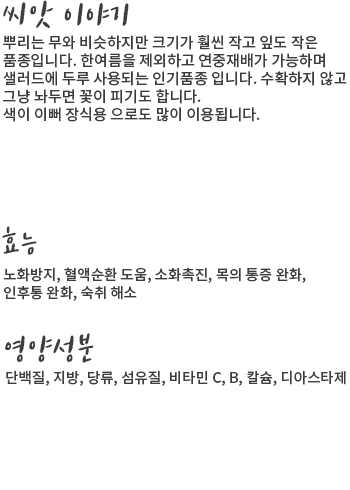 씨앗 이야기
뿌리는 무와 비슷하지만 크기가 훨씬 작고 잎도 작은
품종입니다. 한여름을 제외하고 연중재배가 가능하며
샐러드에 두루 사용되는 인기품종 입니다. 수확하지 않고
그냥 놔두면 꽃이 피기도 합니다.
색이 이뻐 장식용 으로도 많이 이용됩니다.
효능
노화방지, 혈액순환 도움, 소화촉진, 목의 통증 완화,
인후통 완화, 숙취 해소
영양성분
단백질, 지방, 당류, 섬유질, 비타민 C, B, 칼슘, 디아스타제